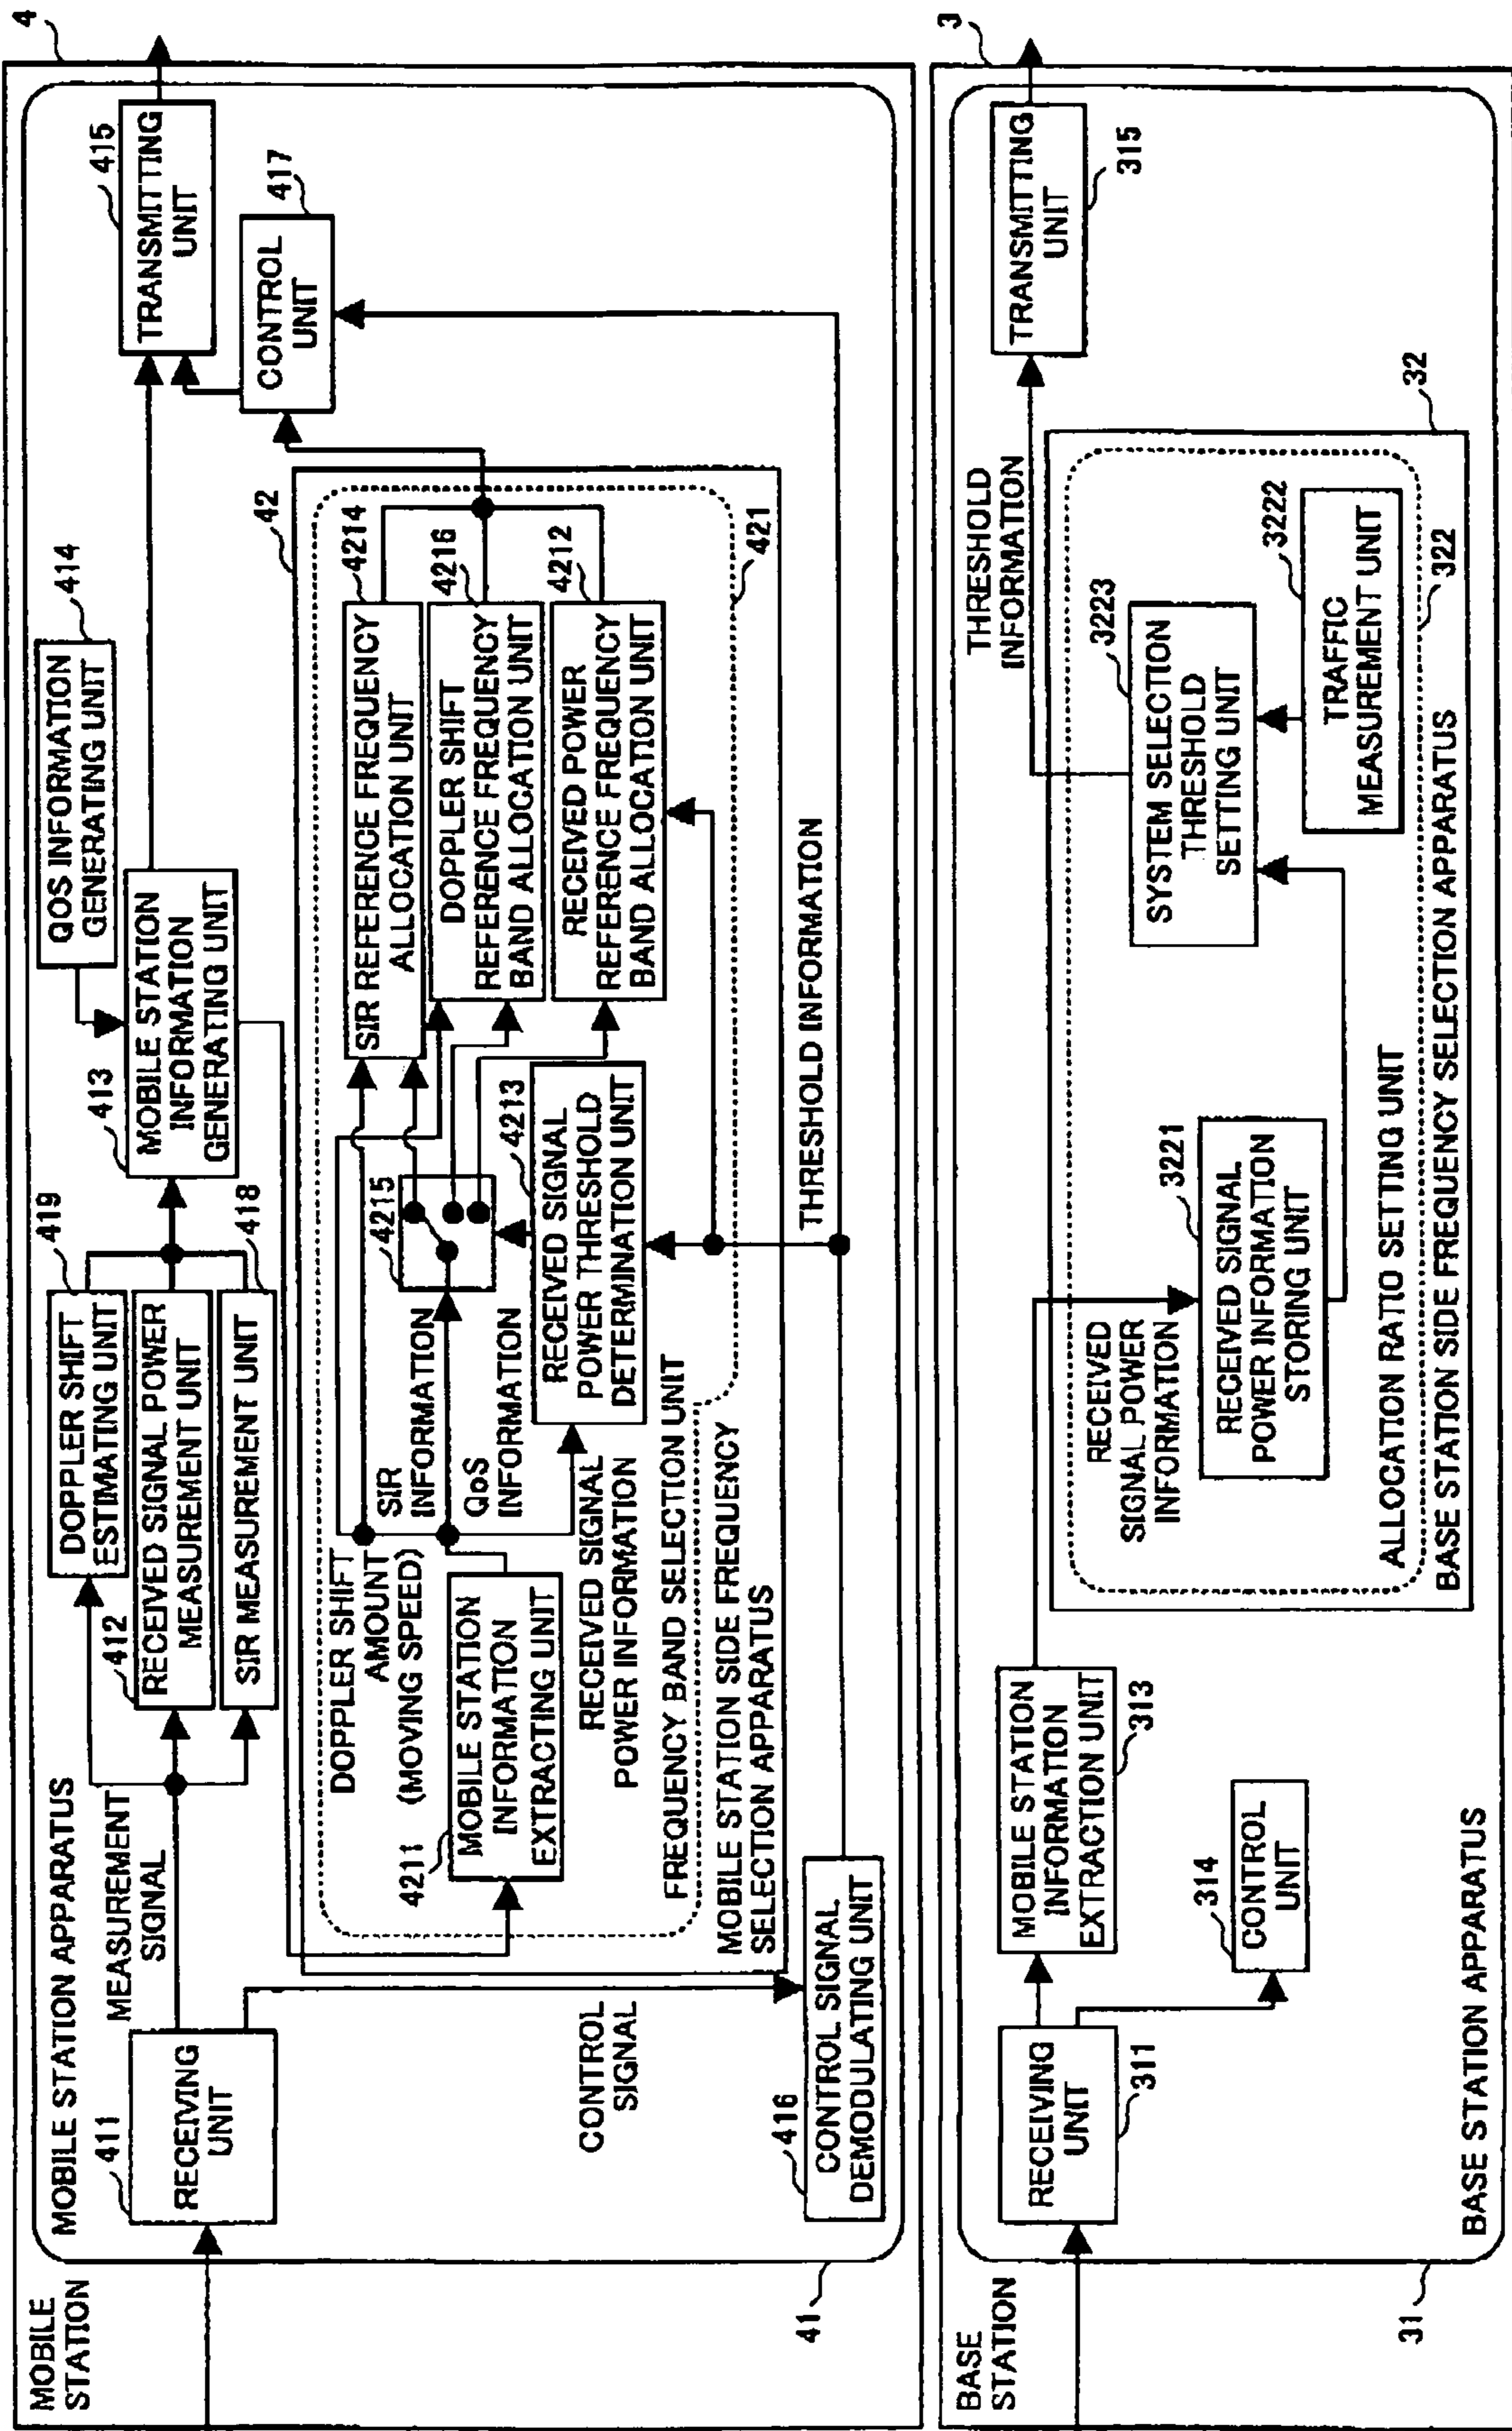 MOBILE
STATION
4
MOBILE STATION APPARATUS
41
411
RECEIVING
UNIT
MEASUREMENT
SIGNAL
CONTROL
SIGNAL
419
DOPPLER SHIFT
ESTIMATING UNIT
412
RECEIVED SIGNAL POWER
MEASUREMENT UNIT
SIR MEASUREMENT UNIT
418
413
MOBILE STATION
INFORMATION
GENERATING UNIT
414
QOS INFORMATION
GENERATING UNIT
415
TRANSMITTING
UNIT
417
CONTROL
UNIT
42
DOPPLER SHIFT
AMOUNT
(MOVING SPEED)
SIR
INFORMATION
QoS
INFORMATION
4211
MOBILE STATION
INFORMATION
EXTRACTING UNIT
RECEIVED SIGNAL
POWER INFORMATION
4215
4213
RECEIVED SIGNAL
POWER THRESHOLD
DETERMINATION UNIT
4214
SIR REFERENCE FREQUENCY
ALLOCATION UNIT
4216
DOPPLER SHIFT
REFERENCE FREQUENCY
BAND ALLOCATION UNIT
4212
RECEIVED POWER
REFERENCE FREQUENCY
BAND ALLOCATION UNIT
421
FREQUENCY BAND SELECTION UNIT
MOBILE STATION SIDE FREQUENCY
SELECTION APPARATUS
THRESHOLD INFORMATION
416
CONTROL SIGNAL
DEMODULATING UNIT
BASE
STATION
3
31
RECEIVING
UNIT
311
MOBILE STATION
INFORMATION
EXTRACTION UNIT
313
314
CONTROL
UNIT
RECEIVED
SIGNAL POWER
INFORMATION
3221
RECEIVED SIGNAL
POWER INFORMATION
STORING UNIT
3223
SYSTEM SELECTION
THRESHOLD
SETTING UNIT
3222
TRAFFIC
MEASUREMENT UNIT
THRESHOLD
INFORMATION
TRANSMITTING
UNIT
315
32
322
ALLOCATION RATIO SETTING UNIT
BASE STATION SIDE FREQUENCY SELECTION APPARATUS
BASE STATION APPARATUS